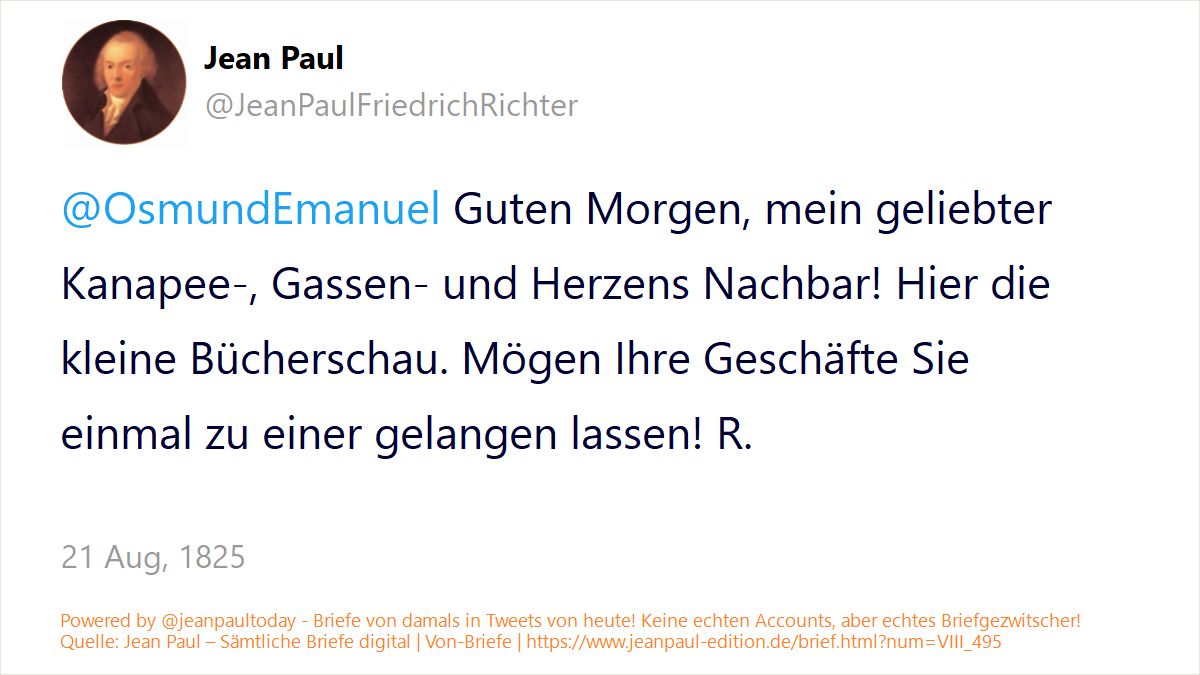 Jean Paul
@JeanPaulFriedrichRichter
@OsmundEmanuel Guten Morgen, mein geliebter
Kanapee-, Gassen- und Herzens Nachbar! Hier die
kleine Bücherschau. Mögen Ihre Geschäfte Sie
einmal zu einer gelangen lassen! R.
21 Aug, 1825
Powered by @jeanpaultoday - Briefe von damals in Tweets von heute! Keine echten Accounts, aber echtes Briefgezwitscher!
Quelle: Jean Paul – Sämtliche Briefe digital | Von-Briefe | https://www.jeanpaul-edition.de/brief.html?num=VIII_495